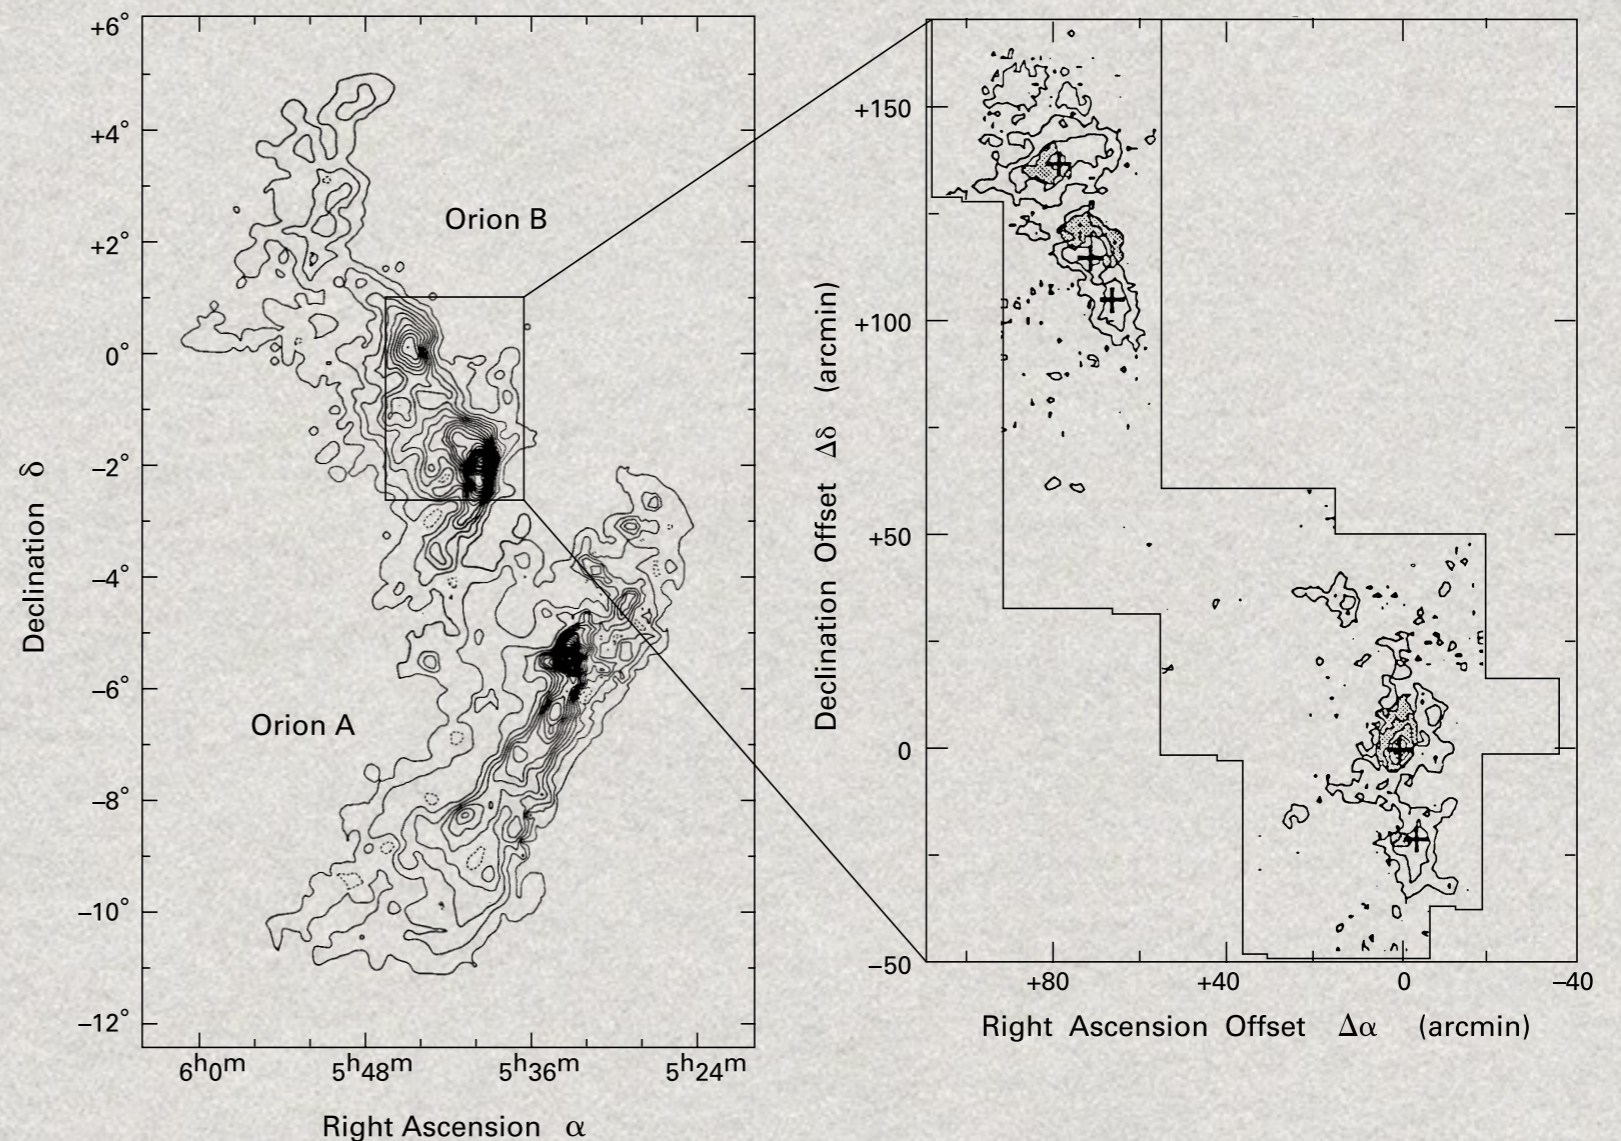 +6°
+4°
+2°
0°
−2°
−4°
−6°
−8°
−10°
−12°
Declination δ
Orion B
Orion A
6ʰ0ᵐ 5ʰ48ᵐ 5ʰ36ᵐ 5ʰ24ᵐ
Right Ascension α
+150
+100
+50
0
−50
Declination Offset Δδ (arcmin)
+80 +40 0 −40
Right Ascension Offset Δα (arcmin)